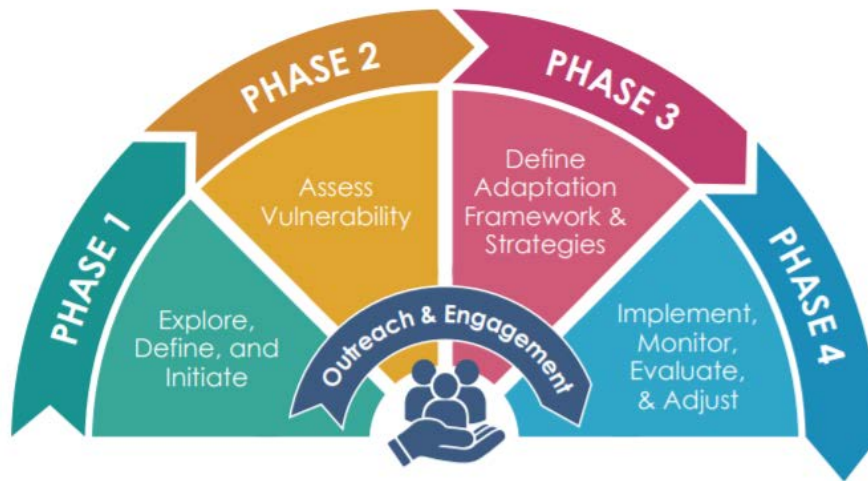 PHASE 1
Explore,
Define, and
Initiate
PHASE 2
Assess
Vulnerability
PHASE 3
Define
Adaptation
Framework &
Strategies
PHASE 4
Implement,
Monitor,
Evaluate,
& Adjust
Outreach & Engagement